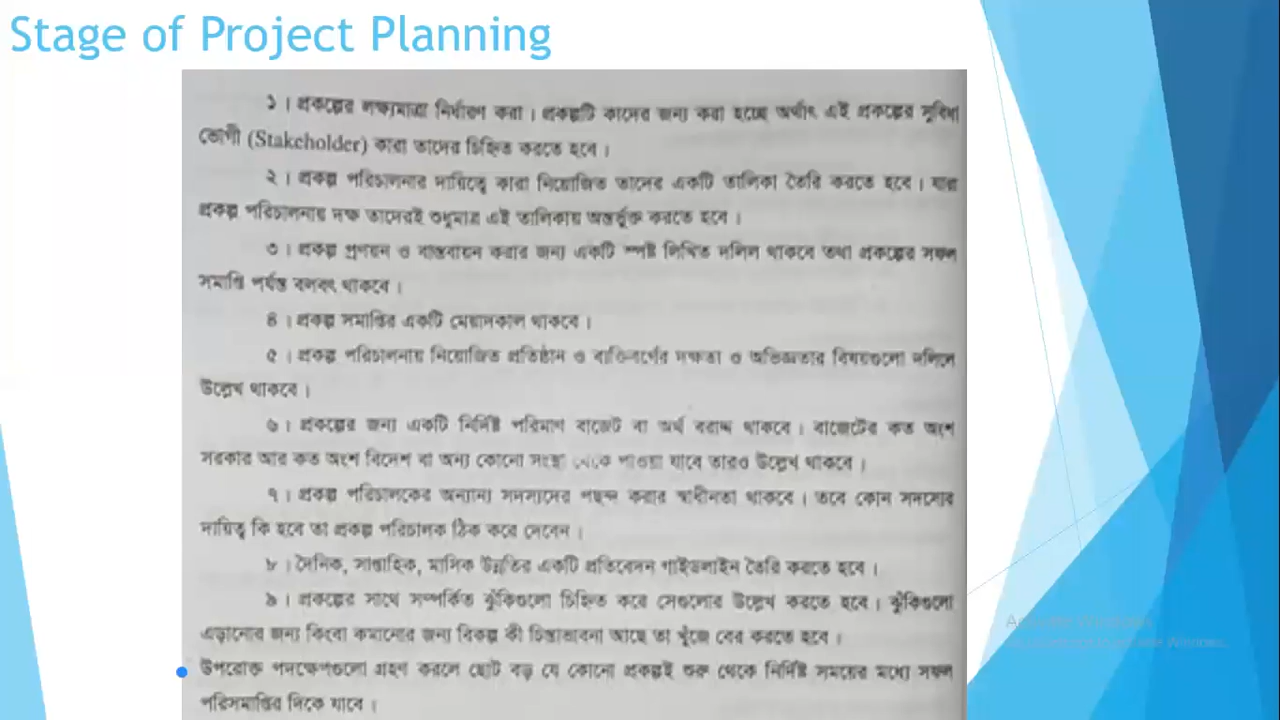 Stage of Project Planning
১। প্রকল্পের লক্ষ্যমাত্রা নির্ধারণ করা। প্রকল্পটি কাদের জন্য করা হচ্ছে অর্থাৎ এই প্রকল্পের সুবিধা
ভোগী (Stakeholder) কারা তাদের চিহ্নিত করতে হবে।
২। প্রকল্প পরিচালনার দায়িত্বে কারা নিয়োজিত তাদের একটি তালিকা তৈরি করতে হবে। যারা
প্রকল্প পরিচালনায় দক্ষ তাদেরই শুধুমাত্র এই তালিকায় অন্তর্ভুক্ত করতে হবে।
৩। প্রকল্প প্রণয়ন ও বাস্তবায়ন করার জন্য একটি স্পষ্ট লিখিত দলিল থাকবে তথা প্রকল্পের সফল
সমাপ্তি পর্যন্ত বলবৎ থাকবে।
৪। প্রকল্প সমাপ্তির একটি মেয়াদকাল থাকবে।
৫। প্রকল্প পরিচালনায় নিয়োজিত প্রতিষ্ঠান ও ব্যক্তিবর্গের দক্ষতা ও অভিজ্ঞতার বিষয়গুলো দলিলে
উল্লেখ থাকবে।
৬। প্রকল্পের জন্য একটি নির্দিষ্ট পরিমাণ বাজেট বা অর্থ বরাদ্দ থাকবে। বাজেটের কত অংশ
সরকার আর কত অংশ বিদেশ বা অন্য কোনো সংস্থা থেকে পাওয়া যাবে তারও উল্লেখ থাকবে।
৭। প্রকল্প পরিচালকের অন্যান্য সদস্যদের পছন্দ করার স্বাধীনতা থাকবে। তবে কোন সদস্যের
দায়িত্ব কি হবে তা প্রকল্প পরিচালক ঠিক করে দেবেন।
৮। দৈনিক, সাপ্তাহিক, মাসিক উন্নতির একটি প্রতিবেদন গাইডলাইন তৈরি করতে হবে।
৯। প্রকল্পের সাথে সম্পর্কিত ঝুঁকিগুলো চিহ্নিত করে সেগুলোর উল্লেখ করতে হবে। ঝুঁকিগুলো
এড়ানোর জন্য কিংবা কমানোর জন্য বিকল্প কী চিন্তাভাবনা আছে তা খুঁজে বের করতে হবে।
উপরোক্ত পদক্ষেপগুলো গ্রহণ করলে ছোট বড় যে কোনো প্রকল্পই শুরু থেকে নির্দিষ্ট সময়ের মধ্যে সফল
পরিসমাপ্তির দিকে যাবে।
Activate Windows